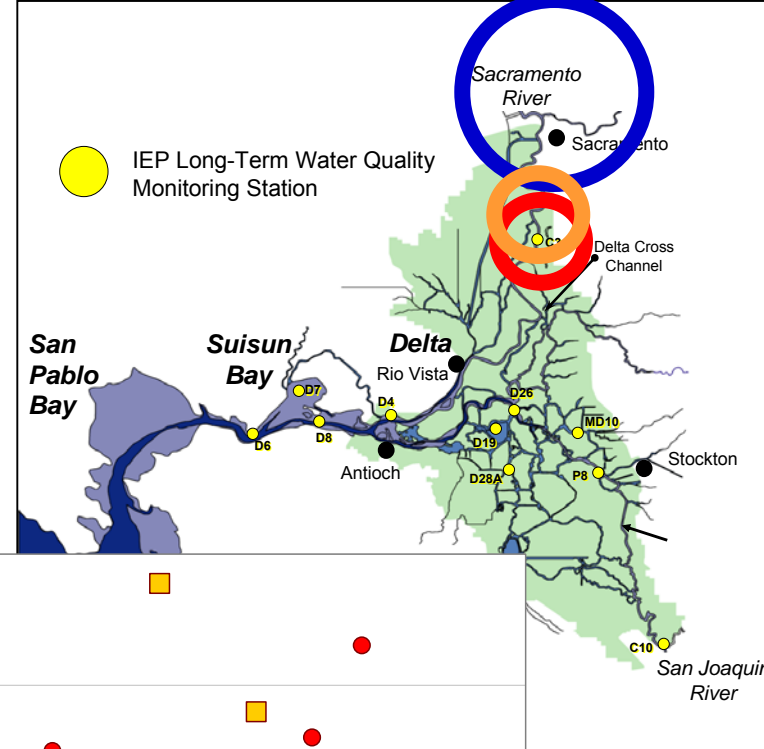 Sacramento
River
Sacramento
IEP Long-Term Water Quality
Monitoring Station
Delta Cross
Channel
San
Pablo
Bay
Suisun
Bay
Delta
Rio Vista
D7
D4
D26
D8
D6
D19
MD10
Antioch
D28A
P8
Stockton
C10
San Joaquin
River